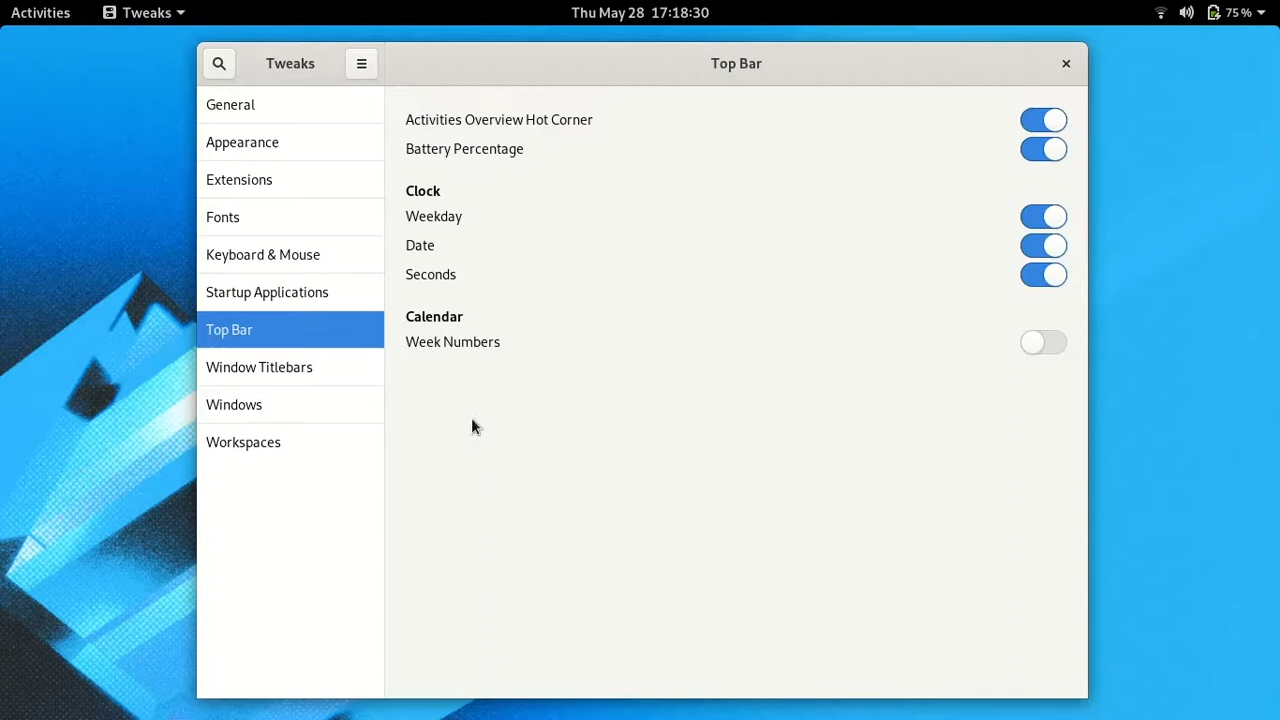 Activities Tweaks Thu May 28 17:18:30 75%
Tweaks Top Bar
General
Appearance
Extensions
Fonts
Keyboard & Mouse
Startup Applications
Top Bar
Window Titlebars
Windows
Workspaces
Activities Overview Hot Corner
Battery Percentage
Clock
Weekday
Date
Seconds
Calendar
Week Numbers